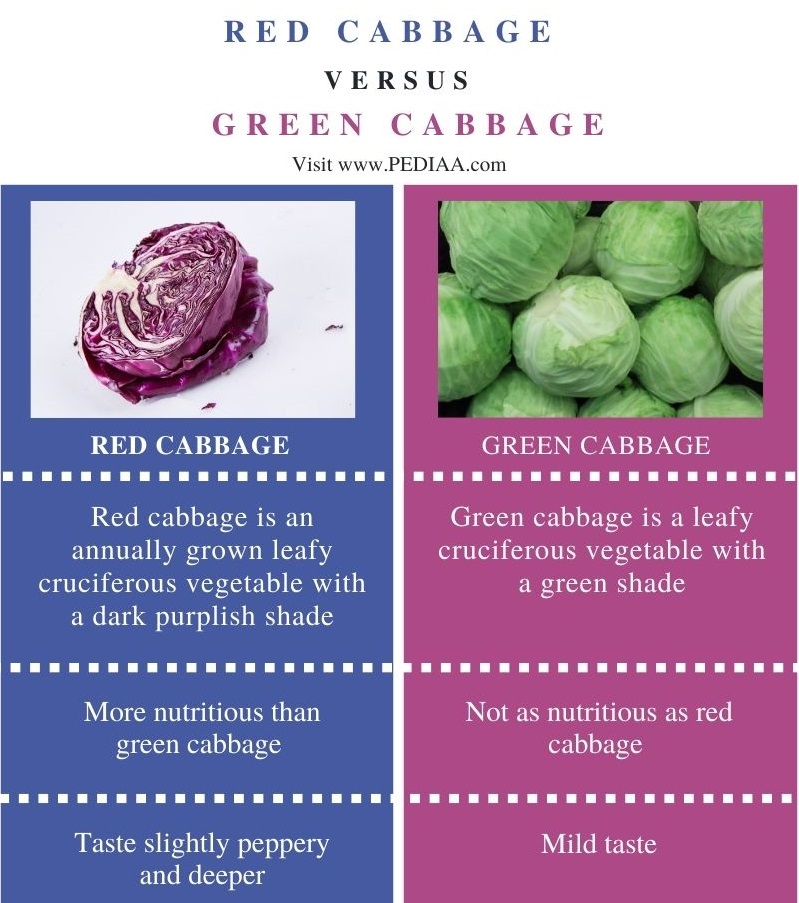 RED CABBAGE
VERSUS
GREEN CABBAGE
Visit www.PEDIAA.com
RED CABBAGE
Red cabbage is an
annually grown leafy
cruciferous vegetable with
a dark purplish shade
More nutritious than
green cabbage
Taste slightly peppery
and deeper
GREEN CABBAGE
Green cabbage is a leafy
cruciferous vegetable with
a green shade
Not as nutritious as red
cabbage
Mild taste